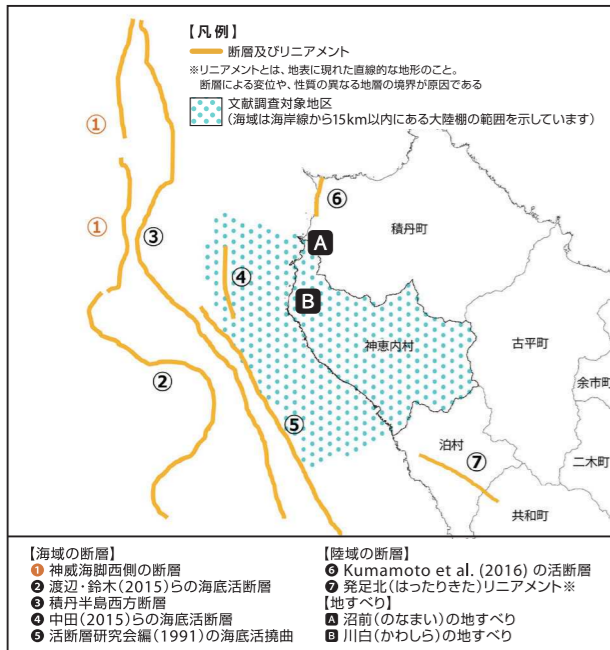 【凡例】
断層及びリニアメント
※リニアメントとは、地表に現れた直線的な地形のこと。
断層による変位や、性質の異なる地層の境界が原因である
文献調査対象地区
(海域は海岸線から15km以内にある大陸棚の範囲を示しています)
①
⑥
積丹町
①
③
A
④
B
神恵内村
古平町
②
余市町
⑤
泊村
⑦
二木町
共和町
【海域の断層】
❶ 神威海脚西側の断層
❷ 渡辺・鈴木(2015)らの海底活断層
❸ 積丹半島西方断層
❹ 中田(2015)らの海底活断層
❺ 活断層研究会編(1991)の海底活撓曲
【陸域の断層】
❻ Kumamoto et al. (2016) の活断層
❼ 発足北(はったりきた)リニアメント※
【地すべり】
A 沼前(のなまい)の地すべり
B 川白(かわしら)の地すべり